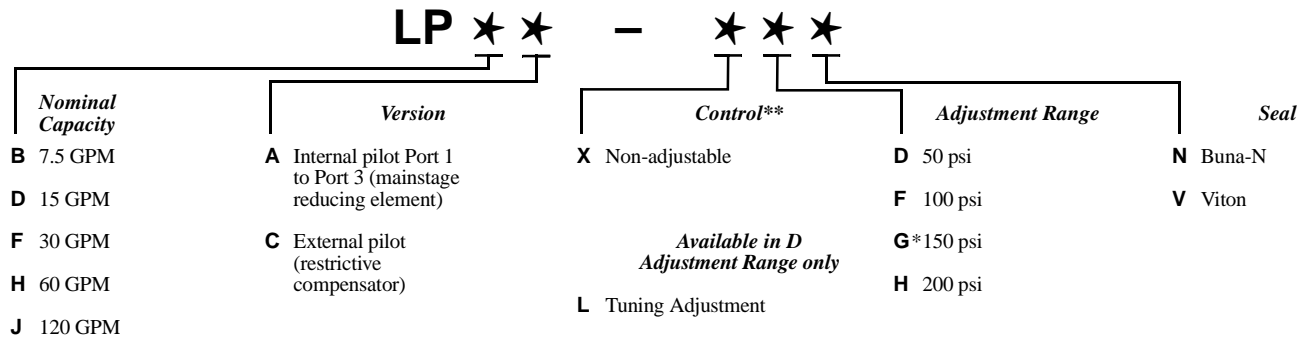 LP ★ ★ – ★ ★ ★
Nominal
Capacity
B 7.5 GPM
D 15 GPM
F 30 GPM
H 60 GPM
J 120 GPM
Version
A Internal pilot Port 1
to Port 3 (mainstage
reducing element)
C External pilot
(restrictive
compensator)
Control**
X Non-adjustable
Available in D
Adjustment Range only
L Tuning Adjustment
Adjustment Range
D 50 psi
F 100 psi
G*150 psi
H 200 psi
Seal
N Buna-N
V Viton